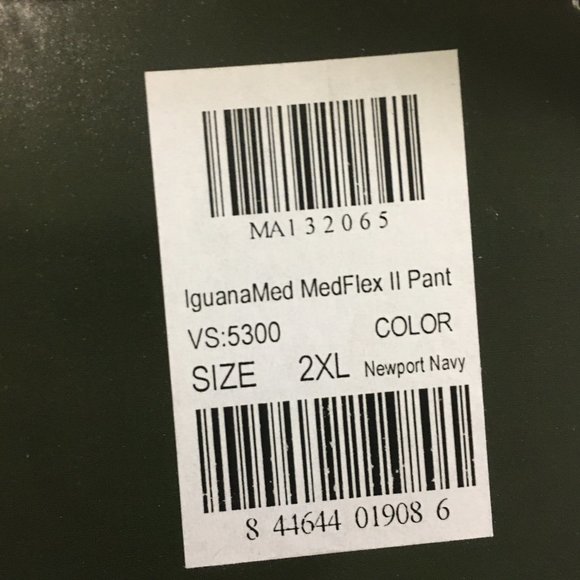 MA132065
IguanaMed MedFlex II Pant
VS:5300 COLOR
SIZE 2XL Newport Navy
8 44644 01908 6